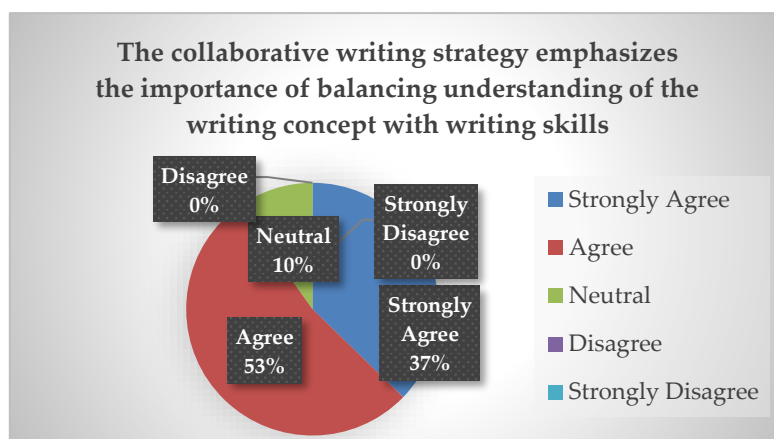 The collaborative writing strategy emphasizes
the importance of balancing understanding of the
writing concept with writing skills
Disagree
0%
Strongly
Disagree
0%
Neutral
10%
Strongly
Agree
37%
Agree
53%
Strongly Agree
Agree
Neutral
Disagree
Strongly Disagree